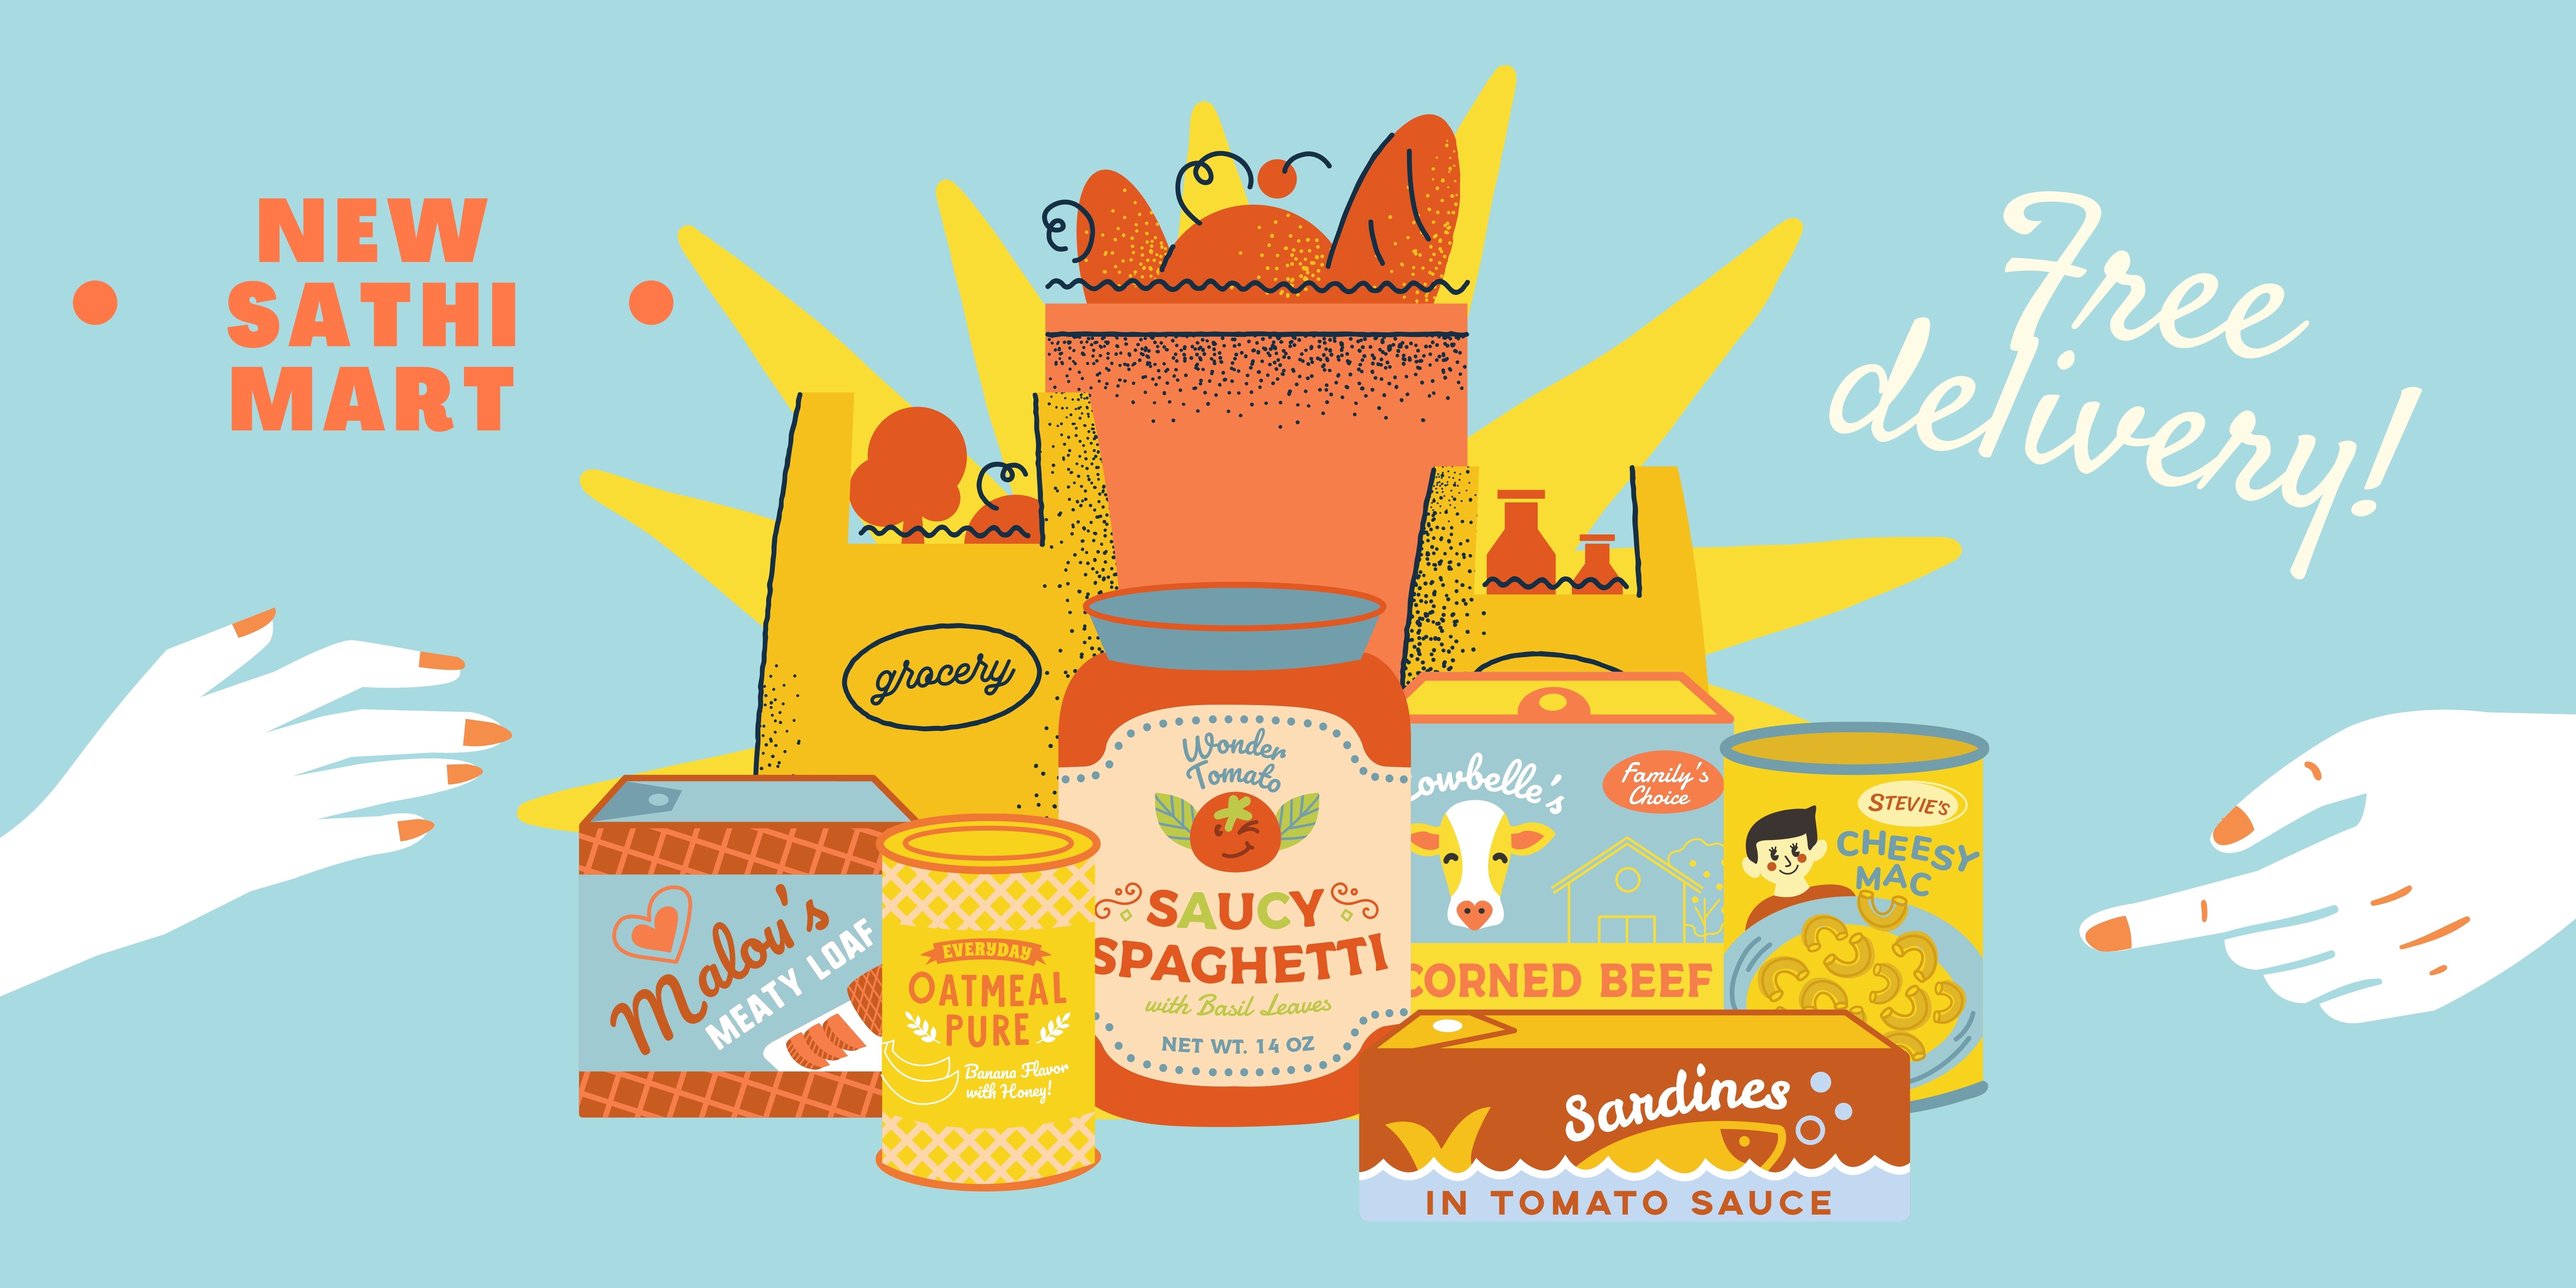 NEW
SATHI
MART
Free
delivery!
grocery
Wonder
Tomato
SAUCY
SPAGHETTI
with Basil Leaves
NET WT. 14 OZ
Malou's
MEATY LOAF
EVERYDAY
OATMEAL
PURE
Banana Flavor
with Honey!
owbelle's
Family's
Choice
CORNED BEEF
STEVIE'S
CHEESY
MAC
Sardines
IN TOMATO SAUCE